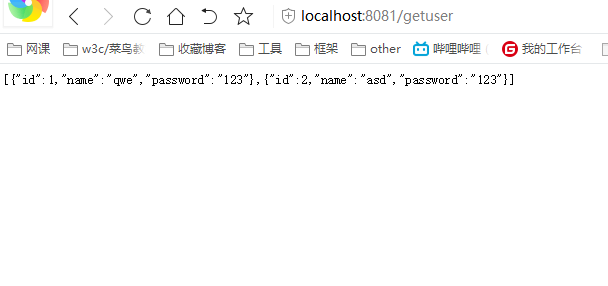 localhost:8081/getuser
网课 w3c/菜鸟教 收藏博客 工具 框架 other 哔哩哔哩 ( 我的工作台
[{"id":1,"name":"qwe","password":"123"},{"id":2,"name":"asd","password":"123"}]